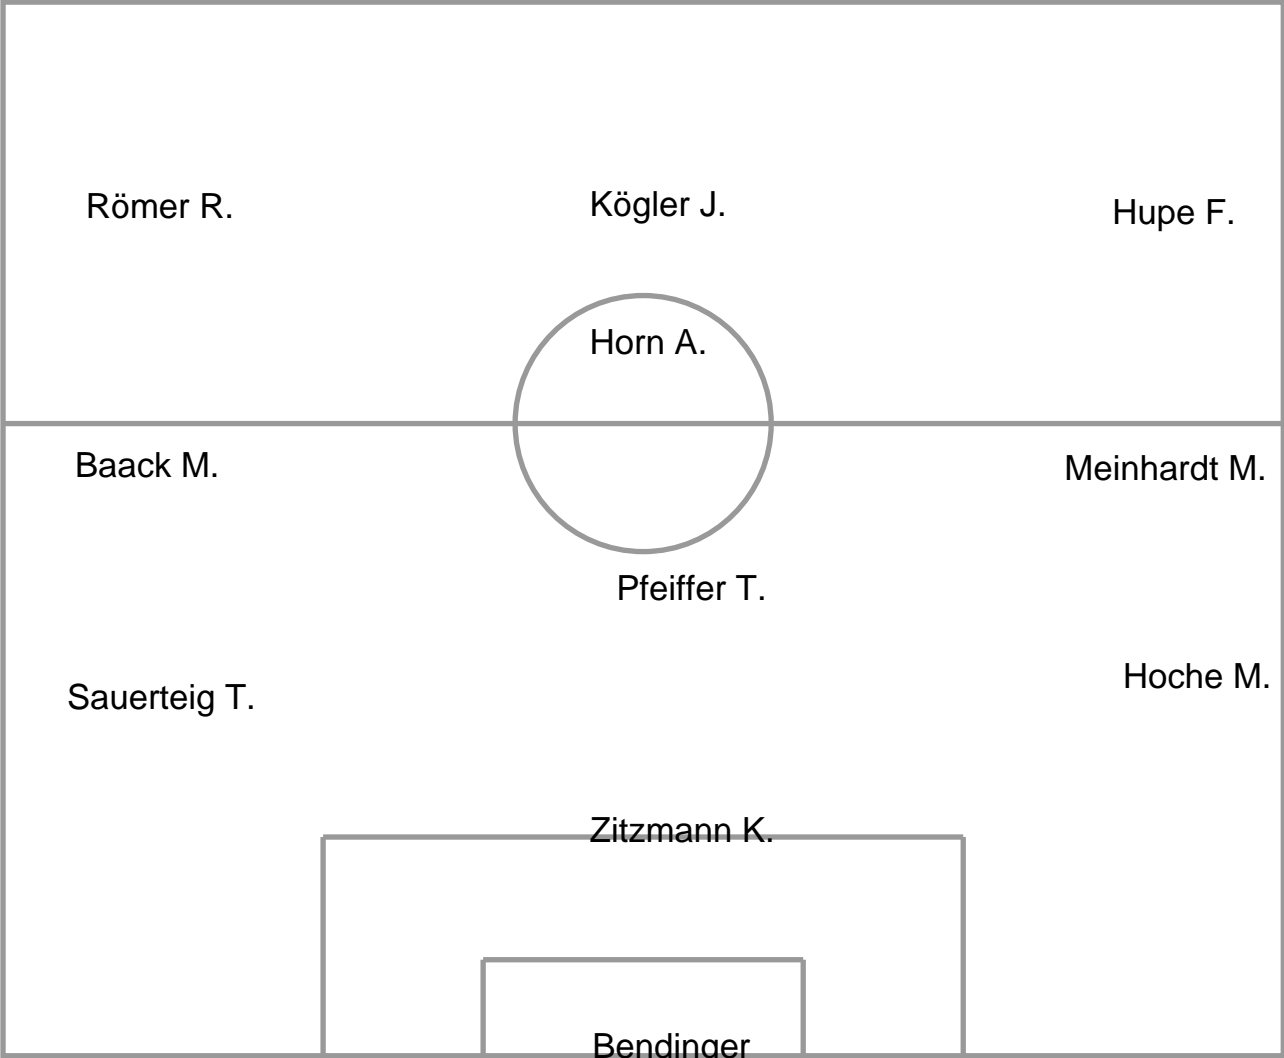 Römer R.
Kögler J.
Hupe F.
Horn A.
Baack M.
Meinhardt M.
Pfeiffer T.
Hoche M.
Sauerteig T.
Zitzmann K.
Bendinger